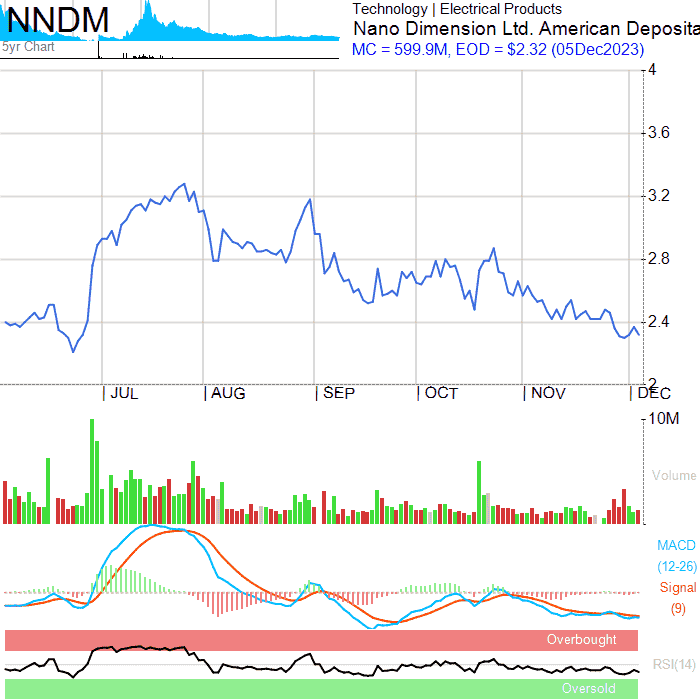 NNDM
5yr Chart
Technology | Electrical Products
Nano Dimension Ltd. American Deposita
MC = 599.9M, EOD = $2.32 (05Dec2023)
4
3.6
3.2
2.8
2.4
2
| JUL | AUG | SEP | OCT | NOV | DEC
10M
Volume
MACD
(12-26)
Signal
(9)
Overbought
RSI(14)
Oversold